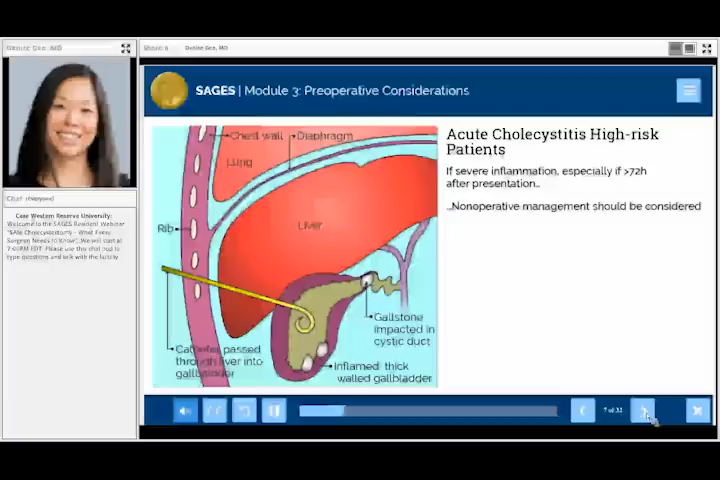 SAGES | Module 3: Preoperative Considerations
Chest wall
Diaphragm
Lung
Liver
Rib
Gallstone
impacted in
cystic duct
Catheter passed
through liver into
gallbladder
Inflamed, thick
walled gallbladder
Acute Cholecystitis High-risk
Patients
If severe inflammation, especially if >72h
after presentation…
…Nonoperative management should be considered
7 of 33
Chat (Everyone)
Case Western Reserve University:
Welcome to the SAGES Resident Webinar
"SAfe Cholecystectomy - What Every
Surgeon Needs to Know". We will start at
7:00PM EDT. Please use this chat pod to
type questions and talk with the faculty